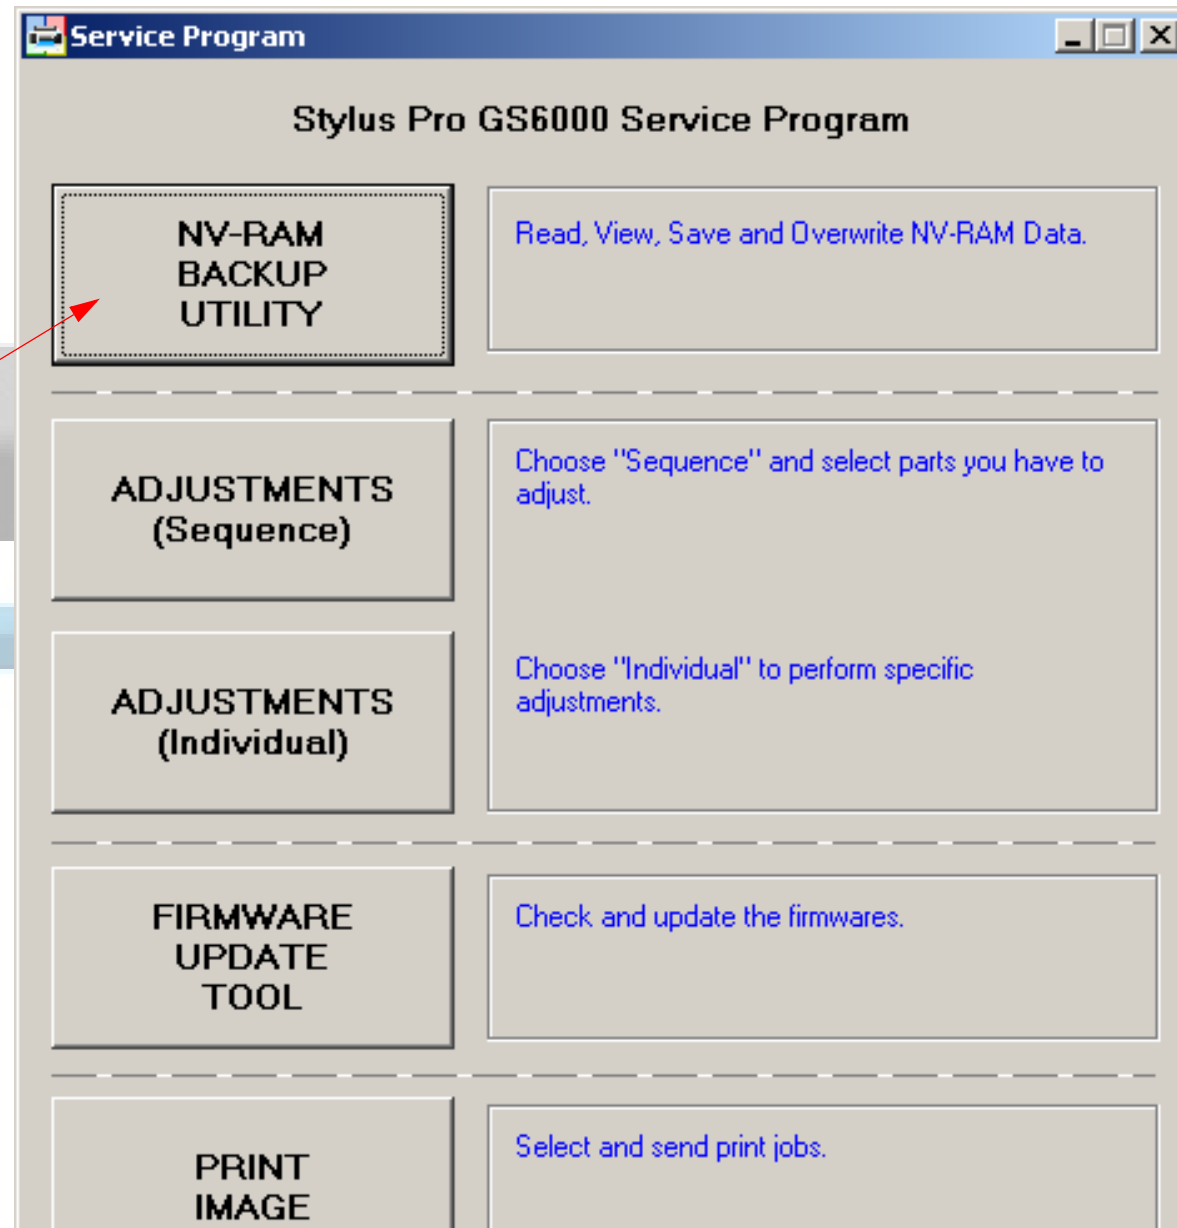 Service Program
Stylus Pro GS6000 Service Program
NV-RAM
BACKUP
UTILITY
Read, View, Save and Overwrite NV-RAM Data.
ADJUSTMENTS
(Sequence)
Choose "Sequence" and select parts you have to
adjust.
ADJUSTMENTS
(Individual)
Choose "Individual" to perform specific
adjustments.
FIRMWARE
UPDATE
TOOL
Check and update the firmwares.
PRINT
IMAGE
Select and send print jobs.